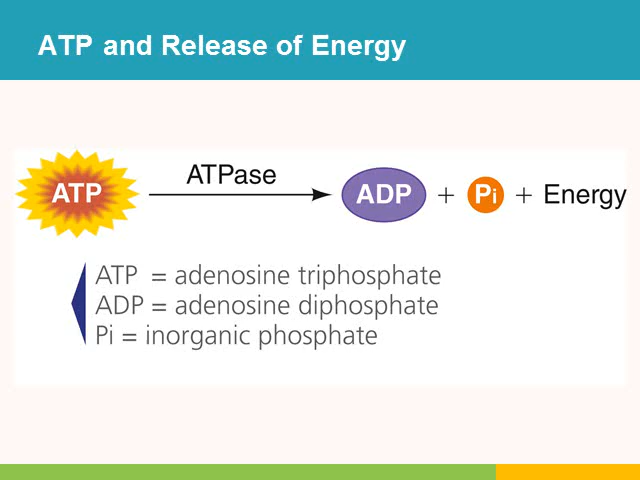 ATP and Release of Energy
ATPase
ATP ADP + Pi + Energy
ATP = adenosine triphosphate
ADP = adenosine diphosphate
Pi = inorganic phosphate